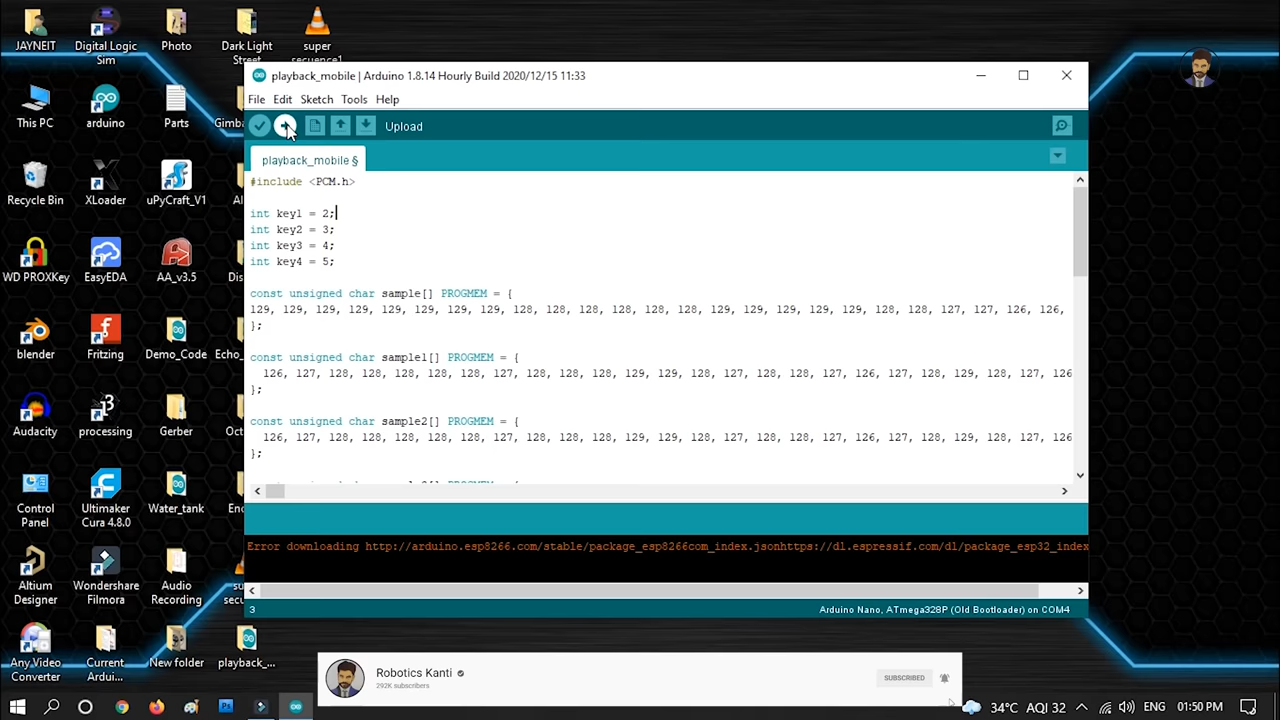 JAYNEIT
Digital Logic
Sim
Photo
Dark Light
Street
super
secuence1
This PC
arduino
Parts
Gimb
Recycle Bin
XLoader
uPyCraft_V1
WD PROXKey
EasyEDA
AA_v3.5
Dis
blender
Fritzing
Demo_Code
Echo_
Audacity
processing
Gerber
Oct
Control
Panel
Ultimaker
Cura 4.8.0
Water_tank
Enc
Altium
Designer
Wondershare
Filmora
Audio
Recording
su
secu
Any Video
Converter
Current
Ardui...
New folder
playback_...
playback_mobile | Arduino 1.8.14 Hourly Build 2020/12/15 11:33
File Edit Sketch Tools Help
Upload
playback_mobile §
#include <PCM.h>
int key1 = 2;
int key2 = 3;
int key3 = 4;
int key4 = 5;
const unsigned char sample[] PROGMEM = {
129, 129, 129, 129, 129, 129, 129, 129, 128, 128, 128, 128, 128, 128, 129, 129, 129, 129, 129, 128, 128, 127, 127, 126, 126,
};
const unsigned char sample1[] PROGMEM = {
126, 127, 128, 128, 128, 128, 128, 127, 128, 128, 128, 129, 129, 128, 127, 128, 128, 127, 126, 127, 128, 129, 128, 127, 126
};
const unsigned char sample2[] PROGMEM = {
126, 127, 128, 128, 128, 128, 128, 127, 128, 128, 128, 129, 129, 128, 127, 128, 128, 127, 126, 127, 128, 129, 128, 127, 126
};
Error downloading http://arduino.esp8266.com/stable/package_esp8266com_index.jsonhttps://dl.espressif.com/dl/package_esp32_index
3
Arduino Nano, ATmega328P (Old Bootloader) on COM4
Robotics Kanti
292K subscribers
SUBSCRIBED
34°C AQI 32 ENG 01:50 PM